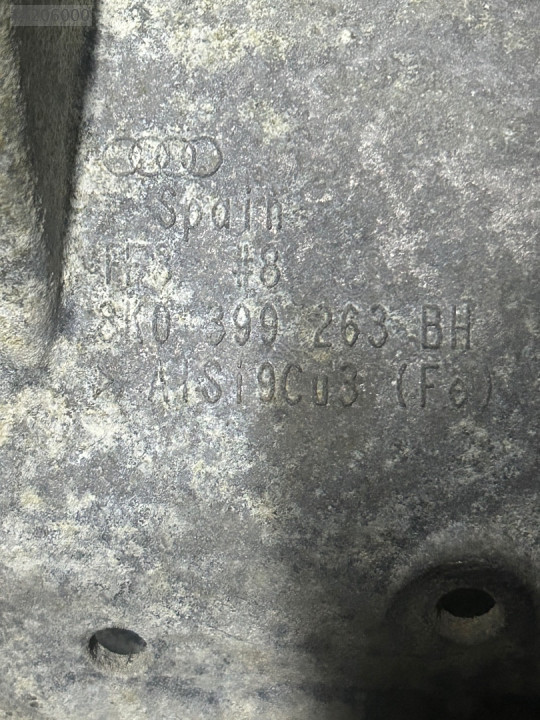 Spain
#8
8K0 399 263 BH
> AlSi9Cu3 (Fe)